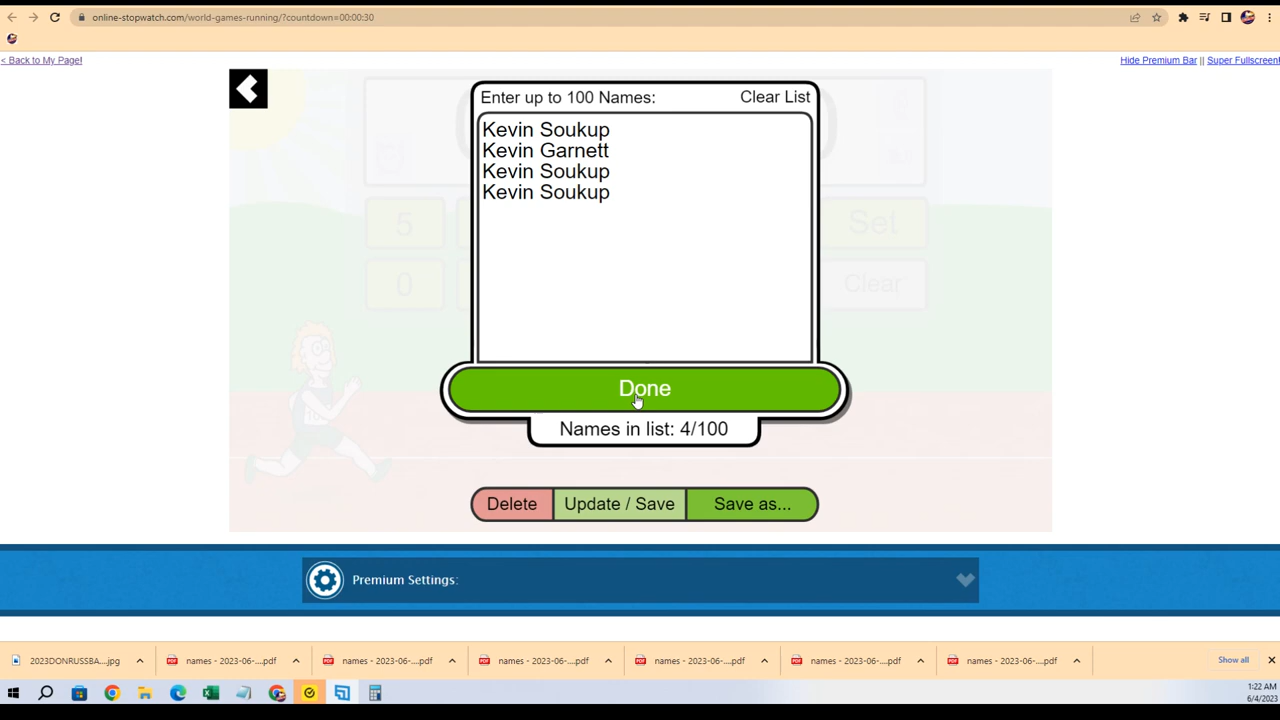 online-stopwatch.com/world-games-running/?countdown=00:00:30
< Back to My Page!
Hide Premium Bar || Super Fullscreen!
Enter up to 100 Names: Clear List
Kevin Soukup
Kevin Garnett
Kevin Soukup
Kevin Soukup
5 Set
0 Clear
Done
Names in list: 4/100
Delete Update / Save Save as...
Premium Settings:
2023DONRUSSBA....jpg names - 2023-06-....pdf names - 2023-06-....pdf names - 2023-06-....pdf names - 2023-06-....pdf names - 2023-06-....pdf names - 2023-06-....pdf Show all
1:22 AM
6/4/2023